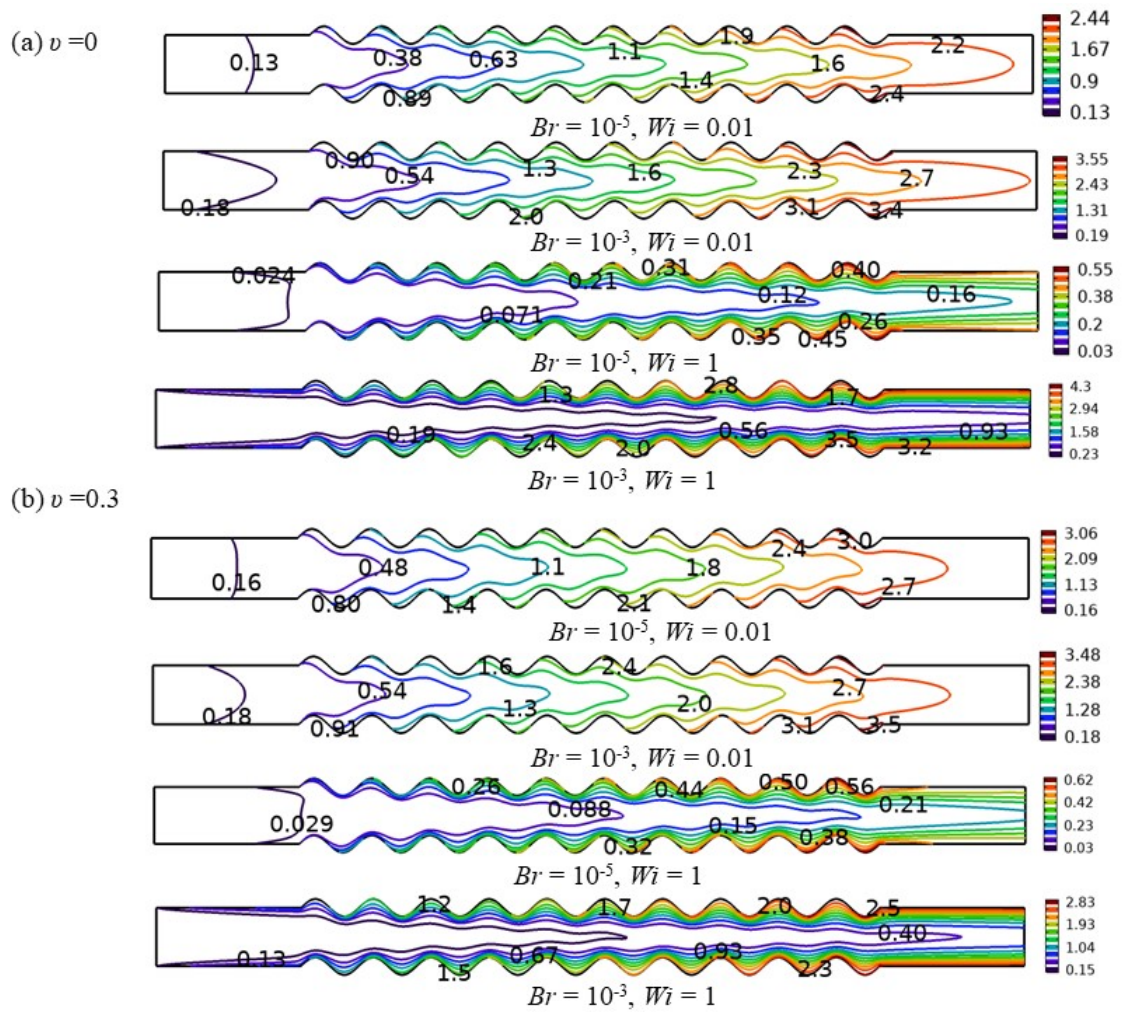 (a) υ =0
0.13 0.38 0.63 1.1 1.9 1.6 2.2
0.89 1.4 2.4
2.44
1.67
0.9
0.13
Br = 10-5, Wi = 0.01
0.90 0.54 1.3 1.6 2.3 2.7
0.18 2.0 3.1 3.4
3.55
2.43
1.31
0.19
Br = 10-3, Wi = 0.01
0.024 0.21 0.31 0.12 0.40 0.16
0.071 0.35 0.45 0.26
0.55
0.38
0.2
0.03
Br = 10-5, Wi = 1
1.3 2.8 1.7
0.19 2.4 2.0 0.56 3.5 3.2 0.93
4.3
2.94
1.58
0.23
Br = 10-3, Wi = 1
(b) υ =0.3
0.16 0.48 1.1 1.8 2.4 3.0
0.80 1.4 2.1 2.7
3.06
2.09
1.13
0.16
Br = 10-5, Wi = 0.01
0.54 1.6 2.4 2.7
0.18 0.91 1.3 2.0 3.1 3.5
3.48
2.38
1.28
0.18
Br = 10-3, Wi = 0.01
0.26 0.088 0.44 0.50 0.56 0.21
0.029 0.32 0.15 0.38
0.62
0.42
0.23
0.03
Br = 10-5, Wi = 1
1.2 1.7 2.0 2.5 0.40
0.13 1.5 0.67 0.93 2.3
2.83
1.93
1.04
0.15
Br = 10-3, Wi = 1